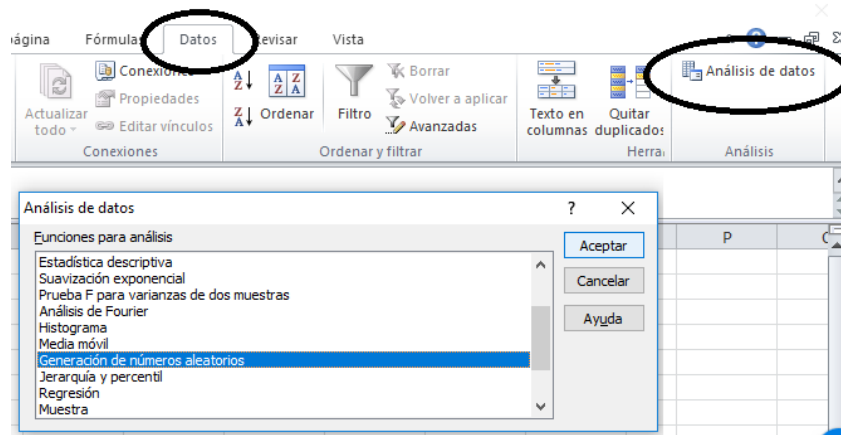 ágina Fórmulas Datos Revisar Vista
Conexiones
Propiedades
Editar vínculos
Actualizar
todo
Conexiones
A
Z
Z
A
A Z
Z A
Ordenar
Filtro
Borrar
Volver a aplicar
Avanzadas
Ordenar y filtrar
Texto en
columnas
Quitar
duplicados
Herra
Análisis de datos
Análisis
Análisis de datos ?
Funciones para análisis
Estadística descriptiva
Suavización exponencial
Prueba F para varianzas de dos muestras
Análisis de Fourier
Histograma
Media móvil
Generación de números aleatorios
Jerarquía y percentil
Regresión
Muestra
Aceptar
Cancelar
Ayuda
P